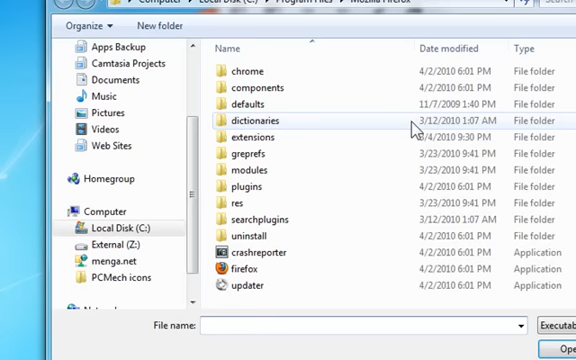 Computer ▸ Local Disk (C:) ▸ Program Files ▸ Mozilla Firefox
Organize ▾ New folder
Name Date modified Type
Apps Backup
Camtasia Projects
Documents
Music
Pictures
Videos
Web Sites
Homegroup
Computer
Local Disk (C:)
External (Z:)
menga.net
PCMech icons
chrome 4/2/2010 6:01 PM File folder
components 4/2/2010 6:01 PM File folder
defaults 11/7/2009 1:40 PM File folder
dictionaries 3/12/2010 1:07 AM File folder
extensions /4/2010 9:30 PM File folder
greprefs 3/23/2010 9:41 PM File folder
modules 4/2/2010 6:01 PM File folder
plugins 4/2/2010 6:01 PM File folder
res 3/23/2010 9:41 PM File folder
searchplugins 3/12/2010 1:07 AM File folder
uninstall 4/2/2010 6:01 PM File folder
crashreporter 4/2/2010 6:01 PM Application
firefox 4/2/2010 6:01 PM Application
updater 4/2/2010 6:01 PM Application
File name: Executab
Ope